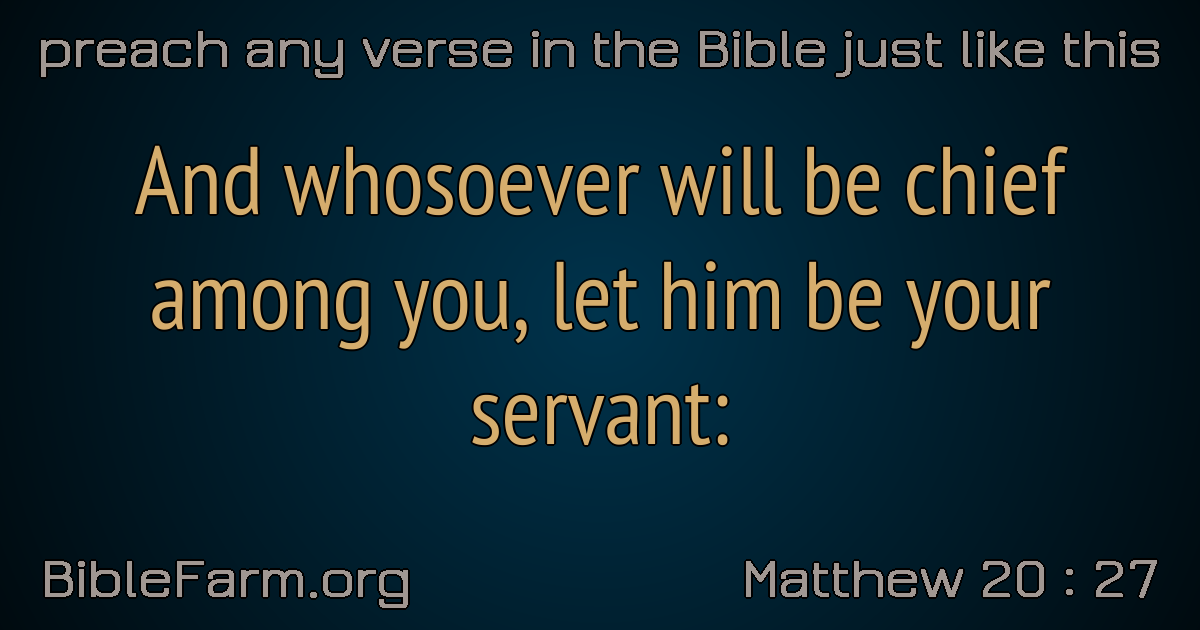 preach any verse in the Bible just like this
And whosoever will be chief
among you, let him be your
servant:
BibleFarm.org
Matthew 20 : 27